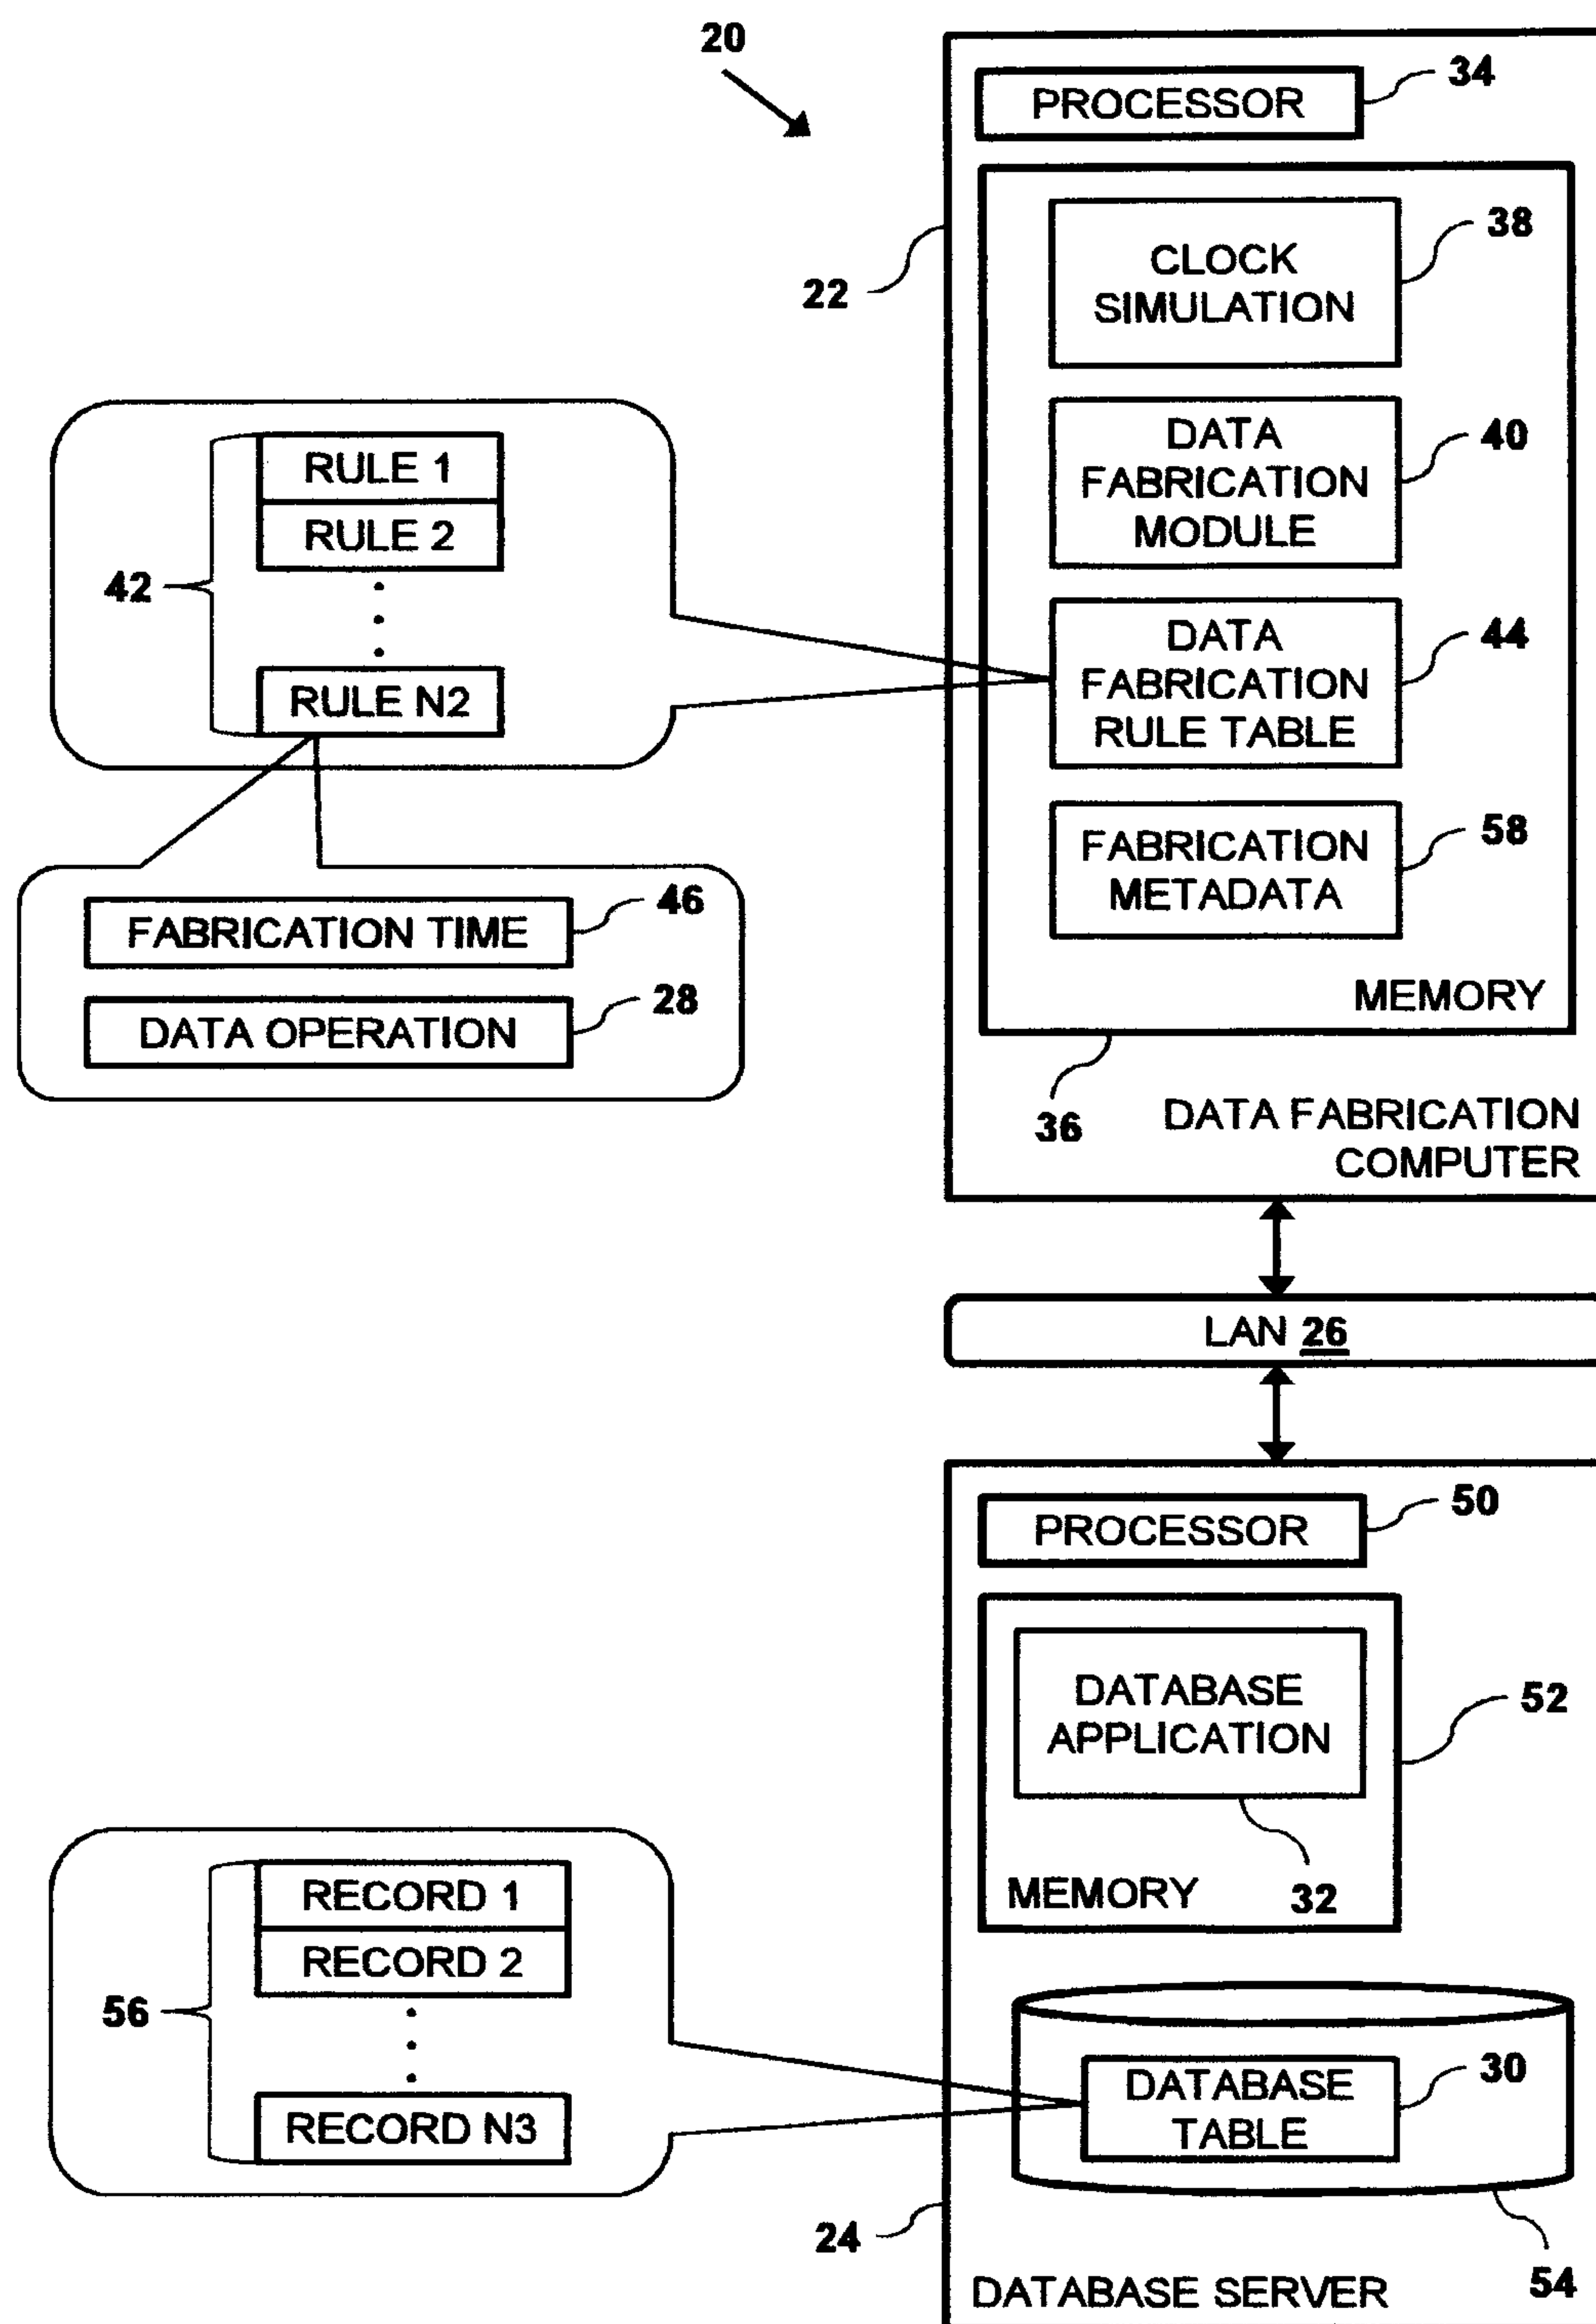 20
PROCESSOR
34
CLOCK
SIMULATION
38
22
DATA
FABRICATION
MODULE
40
RULE 1
RULE 2
42
RULE N2
DATA
FABRICATION
RULE TABLE
44
FABRICATION
METADATA
58
FABRICATION TIME
46
DATA OPERATION
28
MEMORY
36
DATA FABRICATION
COMPUTER
LAN 26
PROCESSOR
50
DATABASE
APPLICATION
52
MEMORY
32
RECORD 1
RECORD 2
56
RECORD N3
DATABASE
TABLE
30
24
54
DATABASE SERVER